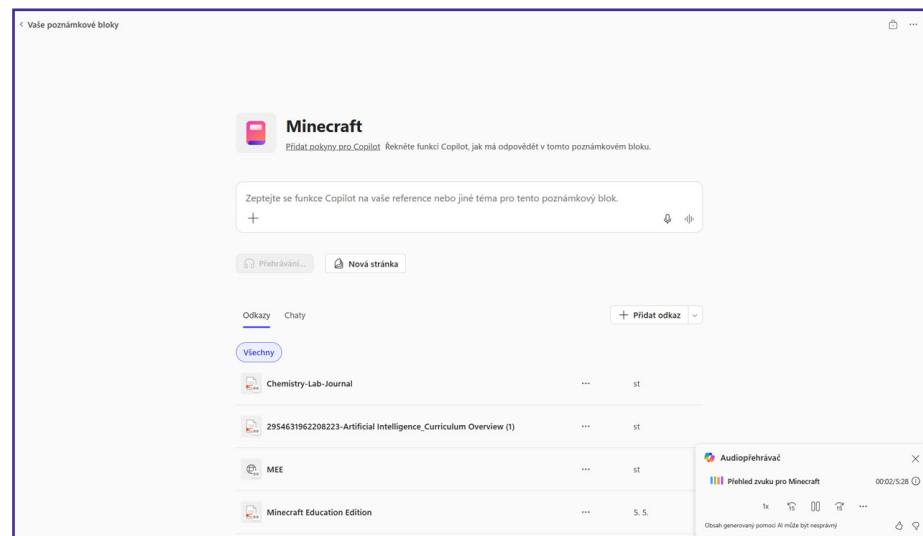 Vaše poznámkové bloky
Minecraft
Přidat pokyny pro Copilot Řekněte funkci Copilot, jak má odpovědět v tomto poznámkovém bloku.
Zeptejte se funkce Copilot na vaše reference nebo jiné téma pro tento poznámkový blok.
Přehrávání...
Nová stránka
Odkazy
Chaty
Přidat odkaz
Všechny
Chemistry-Lab-Journal
st
2954631962208223-Artificial Intelligence_Curriculum Overview (1)
st
MEE
st
Minecraft Education Edition
5. 5.
Audiopřehrávač
Přehled zvuku pro Minecraft
00:02/5:28
1x
15
15
Obsah generovaný pomocí AI může být nesprávný